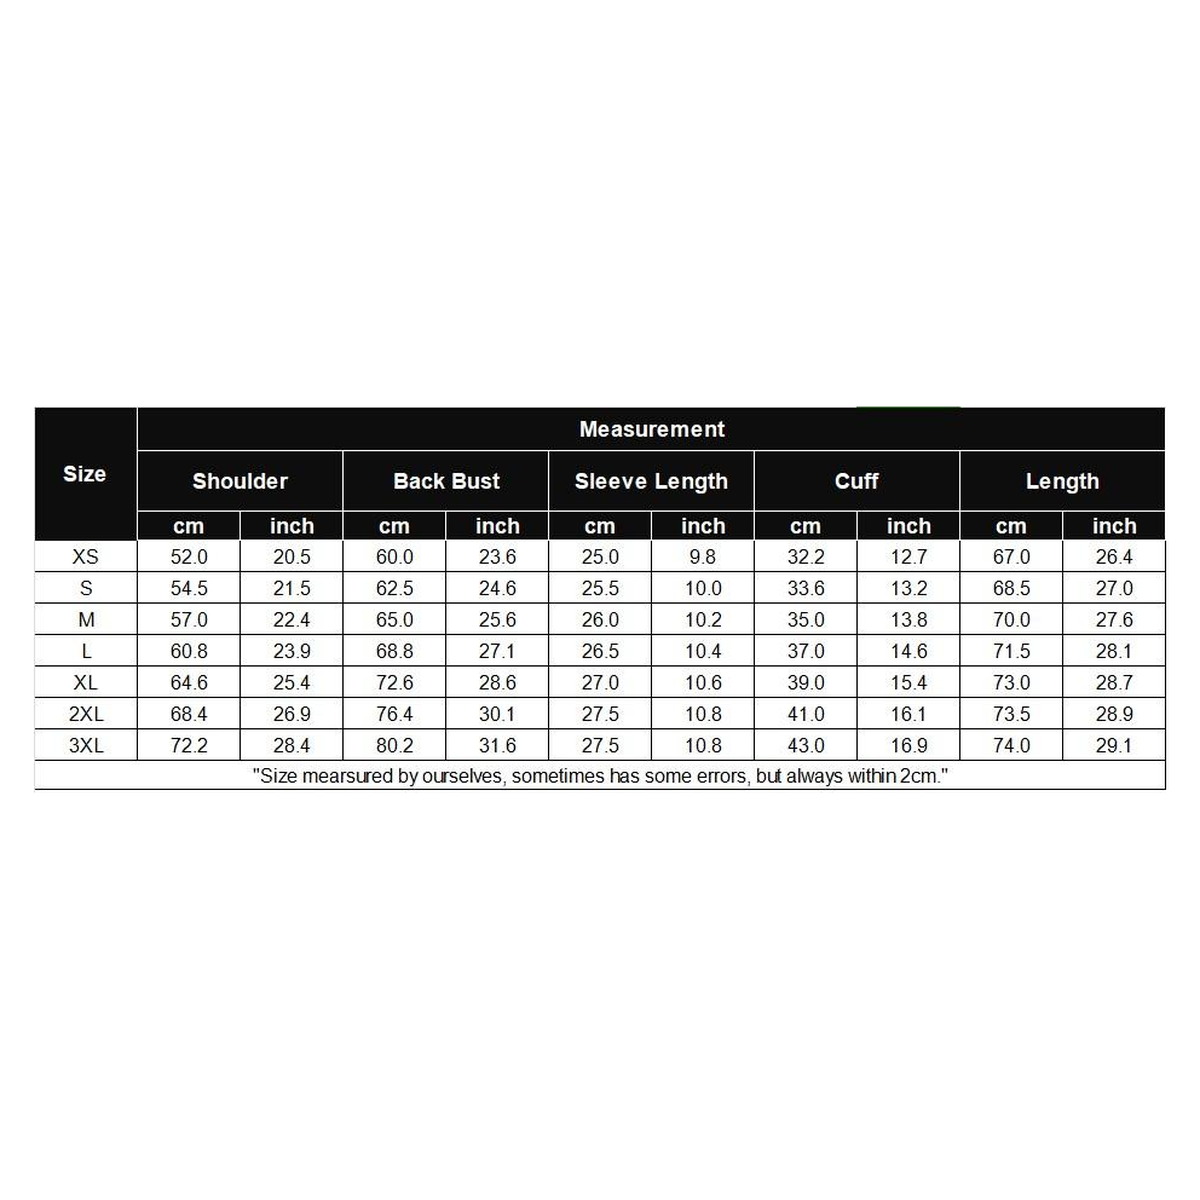 Measurement
Size
Shoulder Back Bust Sleeve Length Cuff Length
cm inch cm inch cm inch cm inch cm inch
XS 52.0 20.5 60.0 23.6 25.0 9.8 32.2 12.7 67.0 26.4
S 54.5 21.5 62.5 24.6 25.5 10.0 33.6 13.2 68.5 27.0
M 57.0 22.4 65.0 25.6 26.0 10.2 35.0 13.8 70.0 27.6
L 60.8 23.9 68.8 27.1 26.5 10.4 37.0 14.6 71.5 28.1
XL 64.6 25.4 72.6 28.6 27.0 10.6 39.0 15.4 73.0 28.7
2XL 68.4 26.9 76.4 30.1 27.5 10.8 41.0 16.1 73.5 28.9
3XL 72.2 28.4 80.2 31.6 27.5 10.8 43.0 16.9 74.0 29.1
"Size mearsured by ourselves, sometimes has some errors, but always within 2cm."